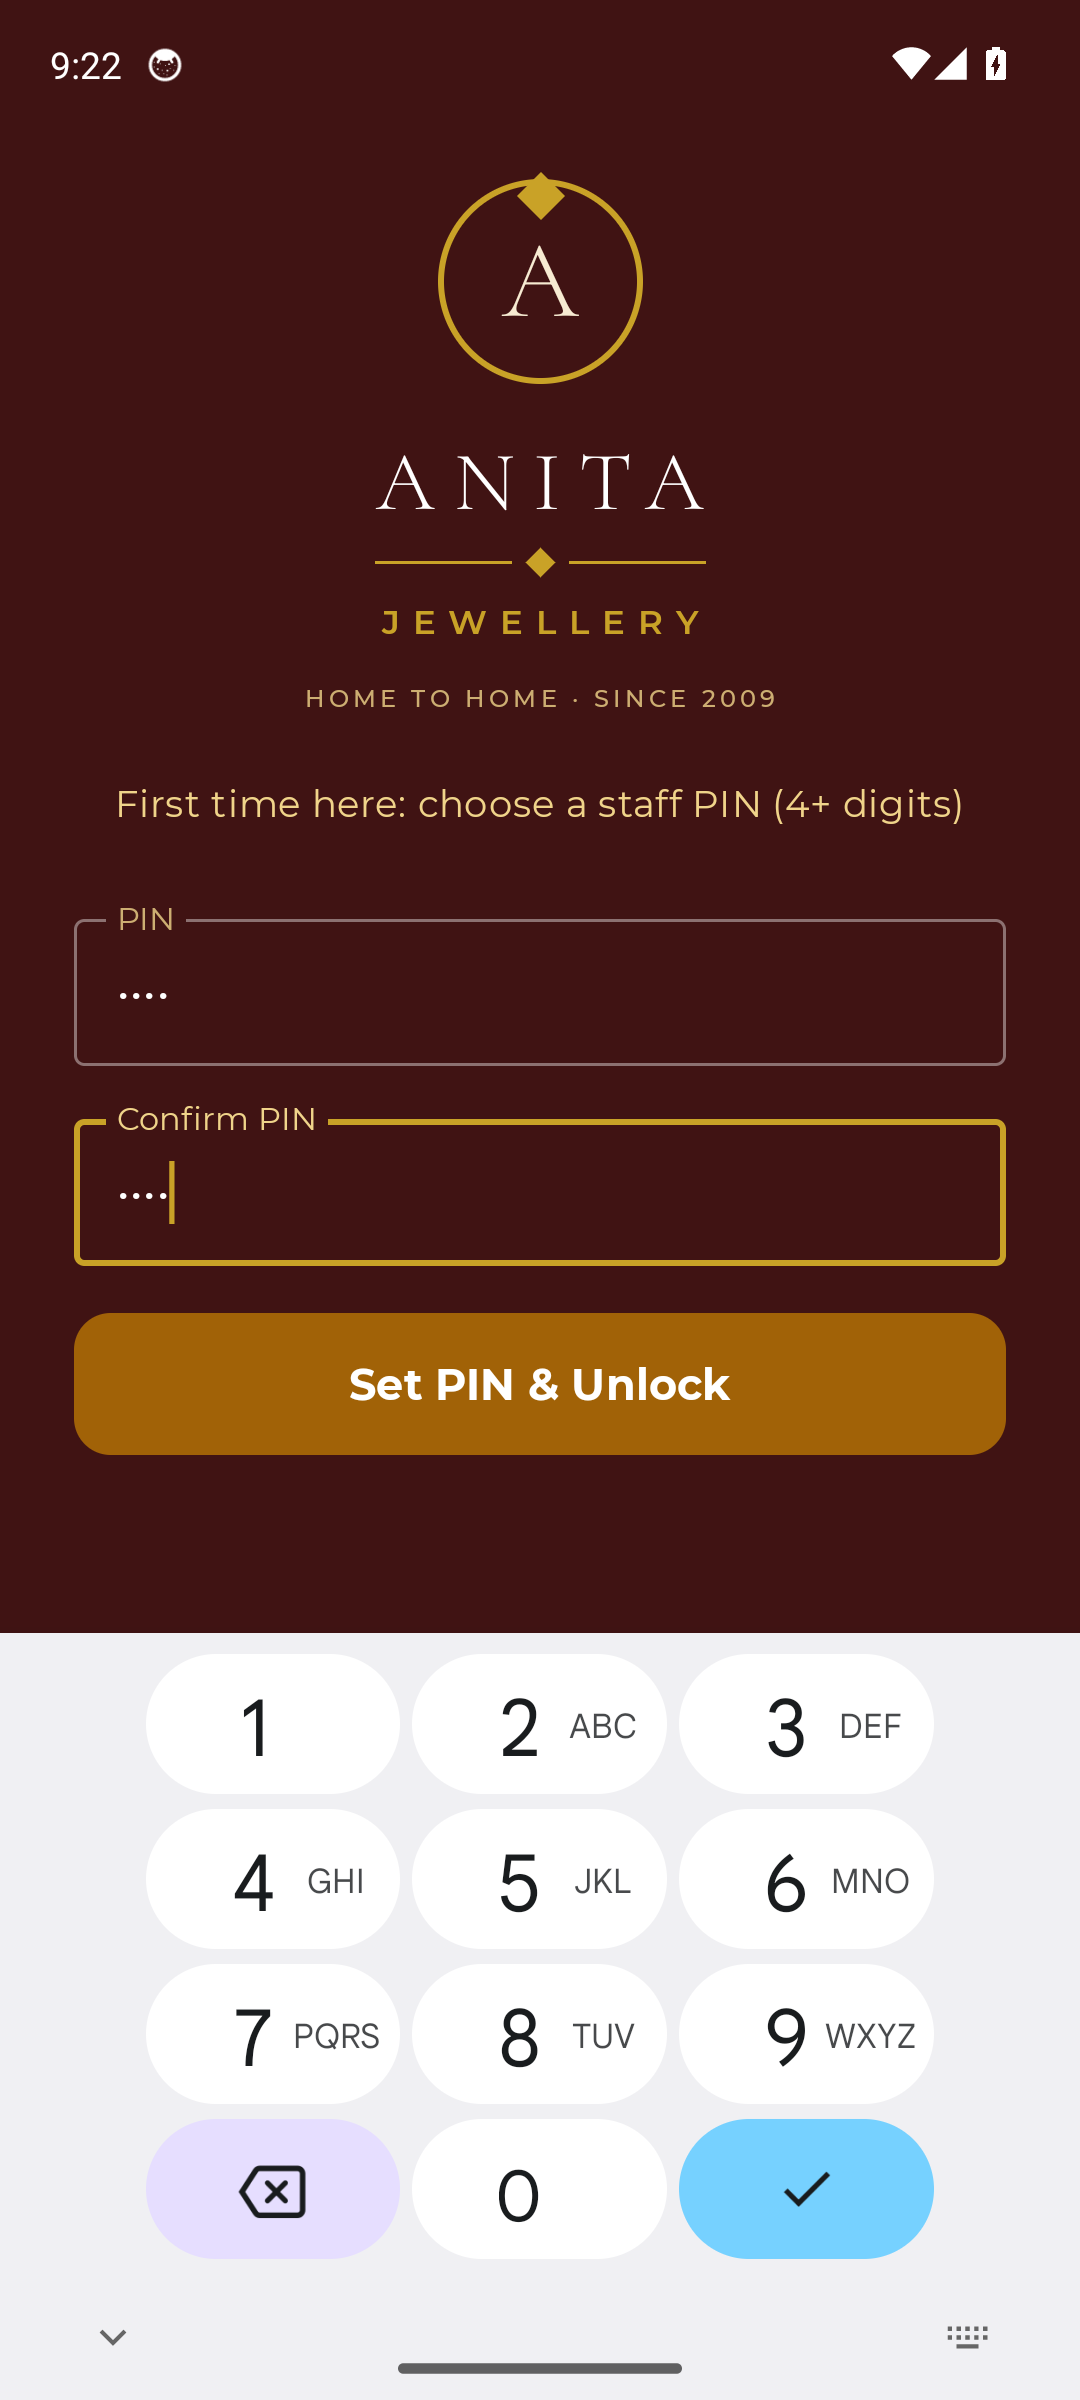 9:22
A
ANITA
JEWELLERY
HOME TO HOME · SINCE 2009
First time here: choose a staff PIN (4+ digits)
PIN
••••
Confirm PIN
••••
Set PIN & Unlock
1
2 ABC
3 DEF
4 GHI
5 JKL
6 MNO
7 PQRS
8 TUV
9 WXYZ
0